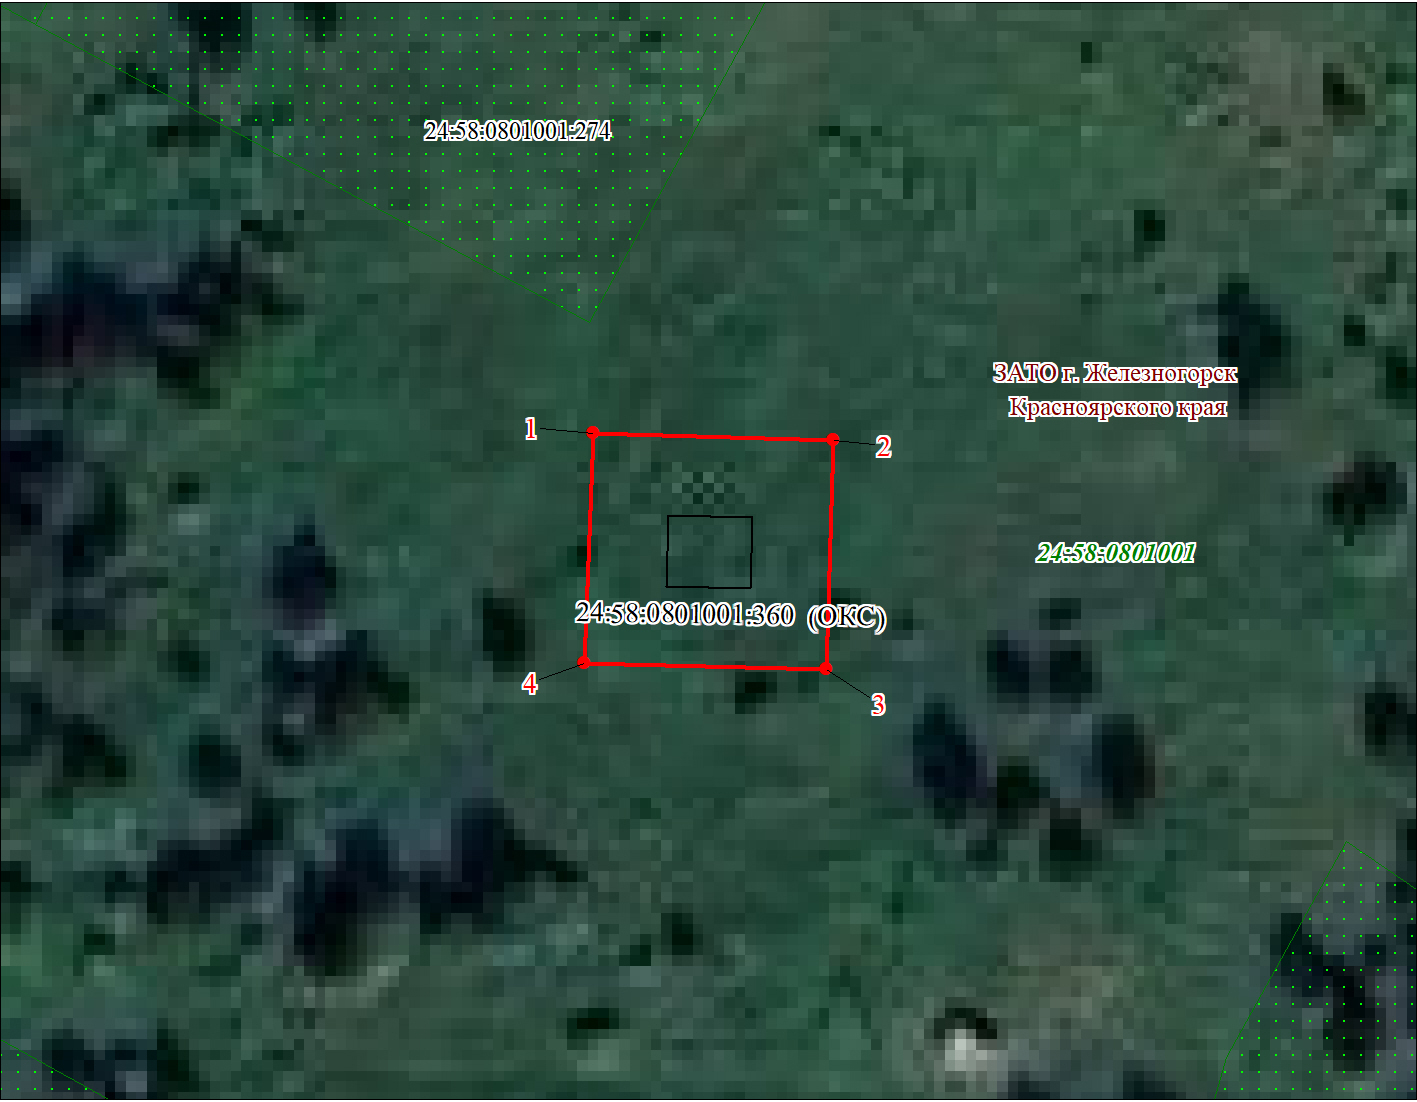 24:58:0801001:274
ЗАТО г. Железногорск
Красноярского края
1
2
24:58:0801001
24:58:0801001:360 (ОКС)
4
3